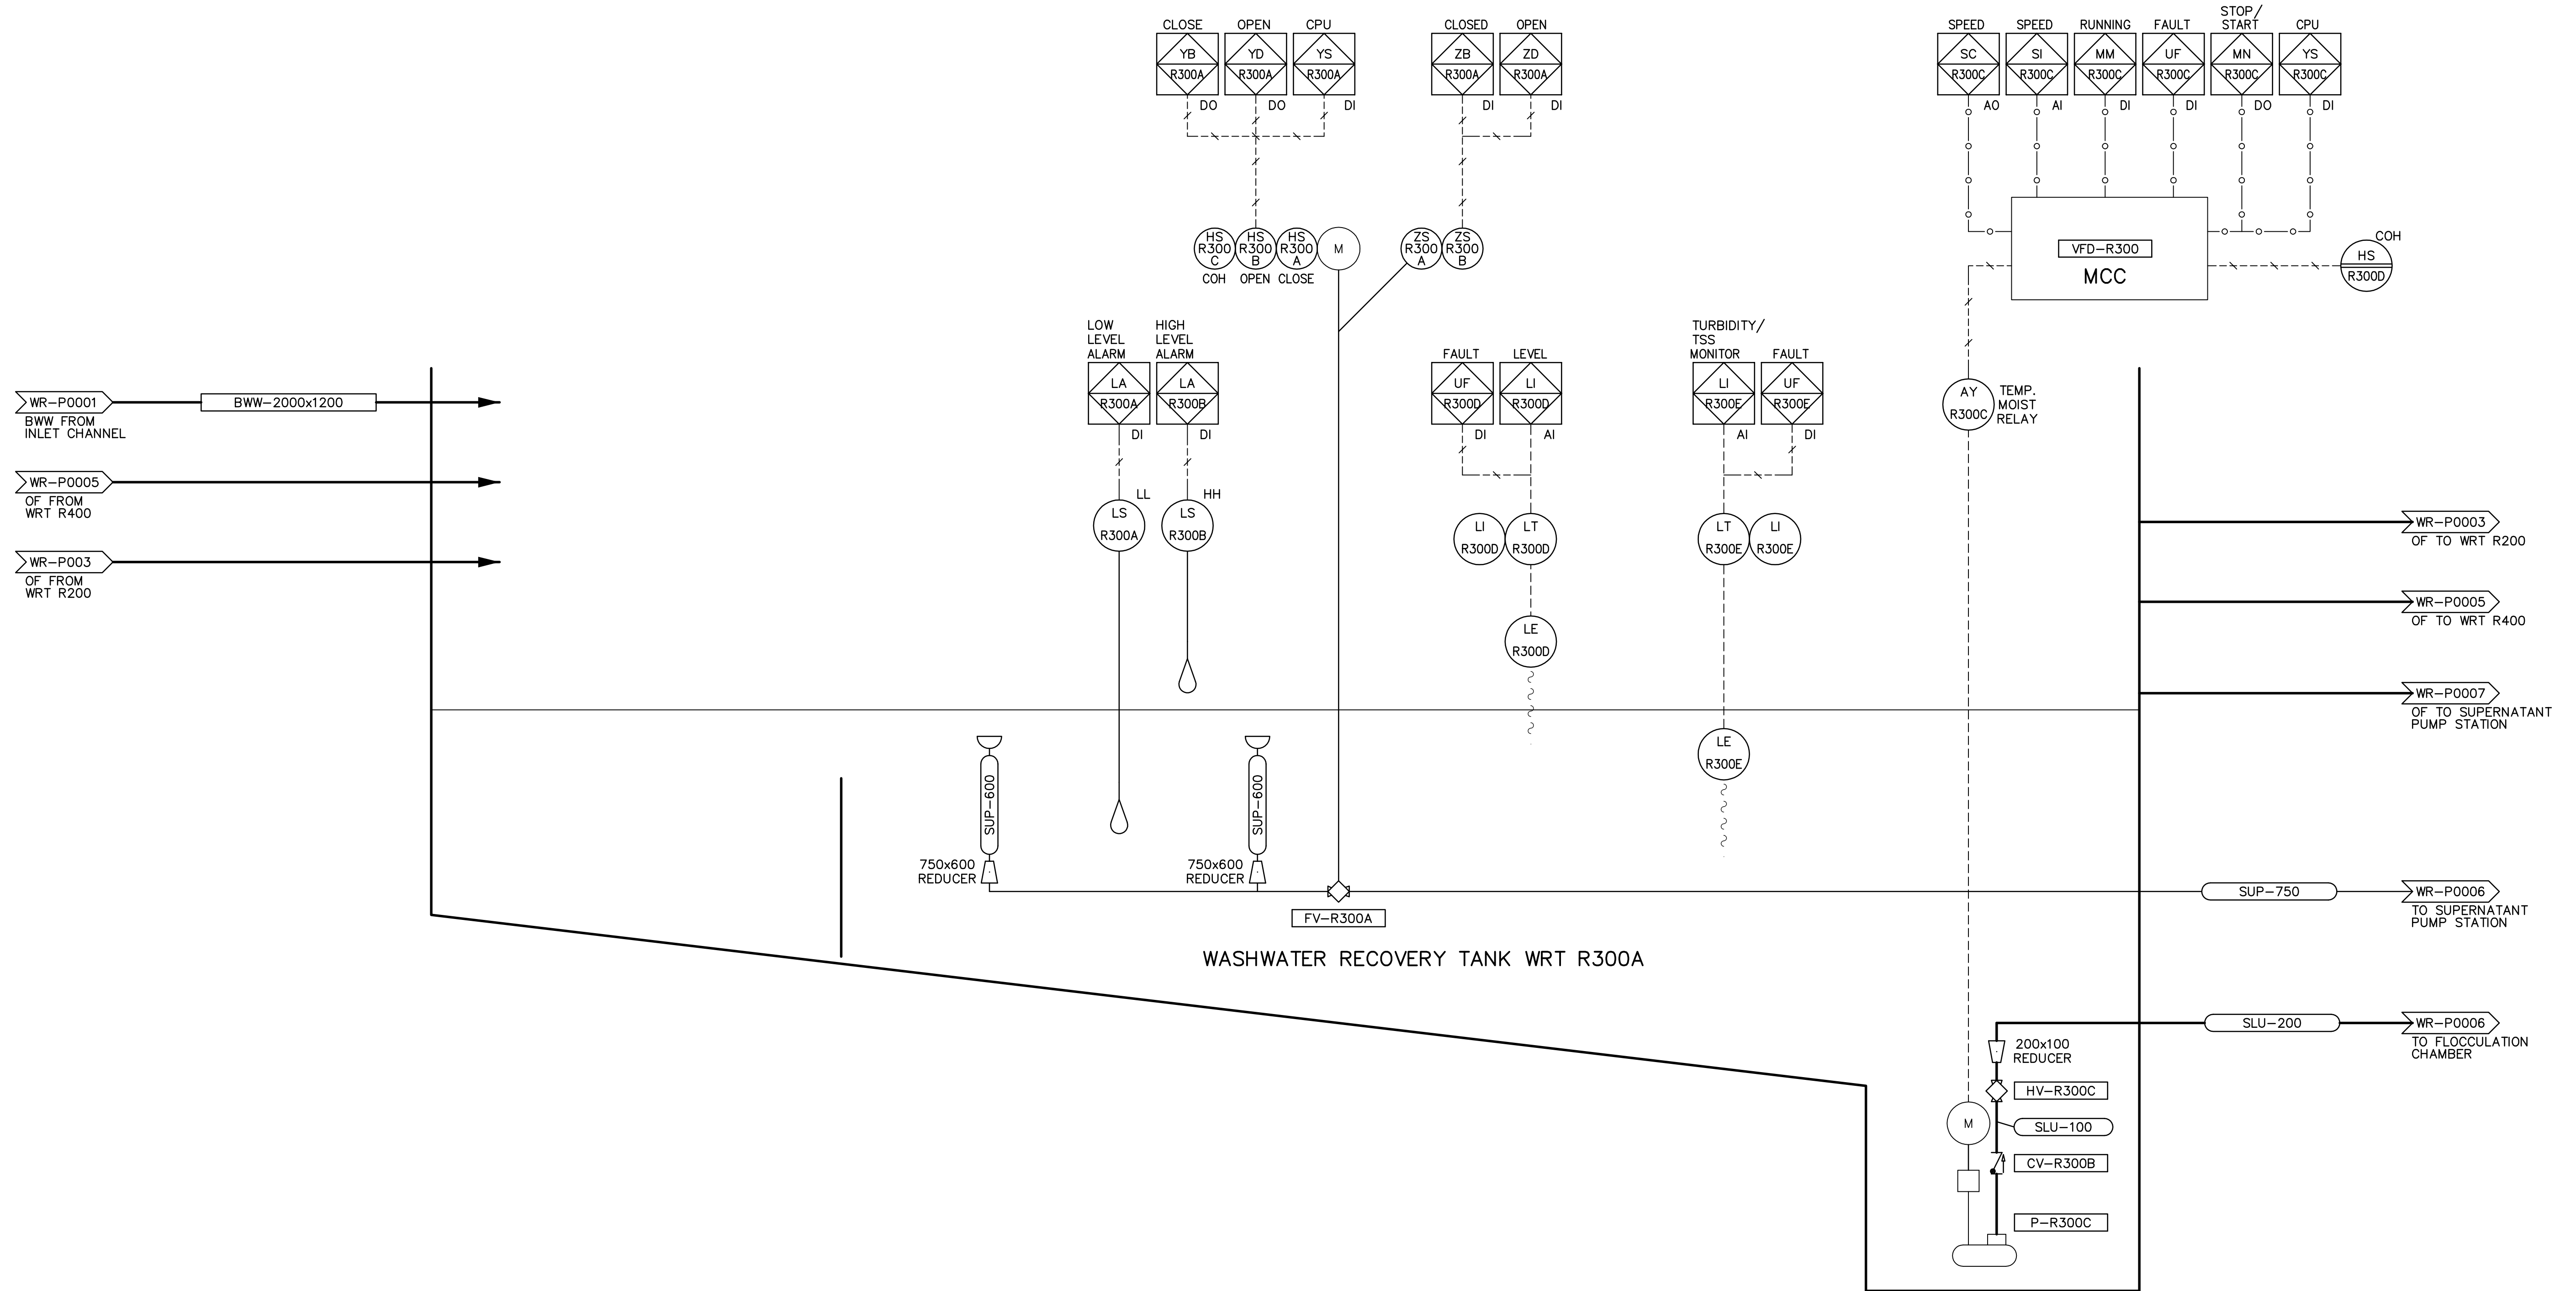 CLOSE OPEN CPU
YB YD YS
R300A R300A R300A
DO DO DI
CLOSED OPEN
ZB ZD
R300A R300A
DI DI
STOP/
SPEED SPEED RUNNING FAULT START CPU
SC SI MM UF MN YS
R300C R300C R300C R300C R300C R300C
AO AI DI DI DO DI
HS HS HS
R300 R300 R300 M
C B A
COH OPEN CLOSE
ZS ZS
R300 R300
A B
VFD-R300
MCC
COH
HS
R300D
LOW
LEVEL
ALARM
LA
R300A
DI
HIGH
LEVEL
ALARM
LA
R300B
DI
FAULT LEVEL
UF LI
R300D R300D
DI AI
TURBIDITY/
TSS
MONITOR FAULT
LI UF
R300E R300E
AI DI
AY
R300C
TEMP.
MOIST
RELAY
WR-P0001
BWW-2000x1200
BWW FROM
INLET CHANNEL
WR-P0005
OF FROM
WRT R400
WR-P003
OF FROM
WRT R200
LL
LS
R300A
HH
LS
R300B
LI LT
R300D R300D
LT LI
R300E R300E
LE
R300D
LE
R300E
WR-P0003
OF TO WRT R200
WR-P0005
OF TO WRT R400
WR-P0007
OF TO SUPERNATANT
PUMP STATION
SUP-600
750x600
REDUCER
SUP-600
750x600
REDUCER
FV-R300A
SUP-750
WR-P0006
TO SUPERNATANT
PUMP STATION
WASHWATER RECOVERY TANK WRT R300A
SLU-200
WR-P0006
TO FLOCCULATION
CHAMBER
200x100
REDUCER
HV-R300C
M
SLU-100
CV-R300B
P-R300C